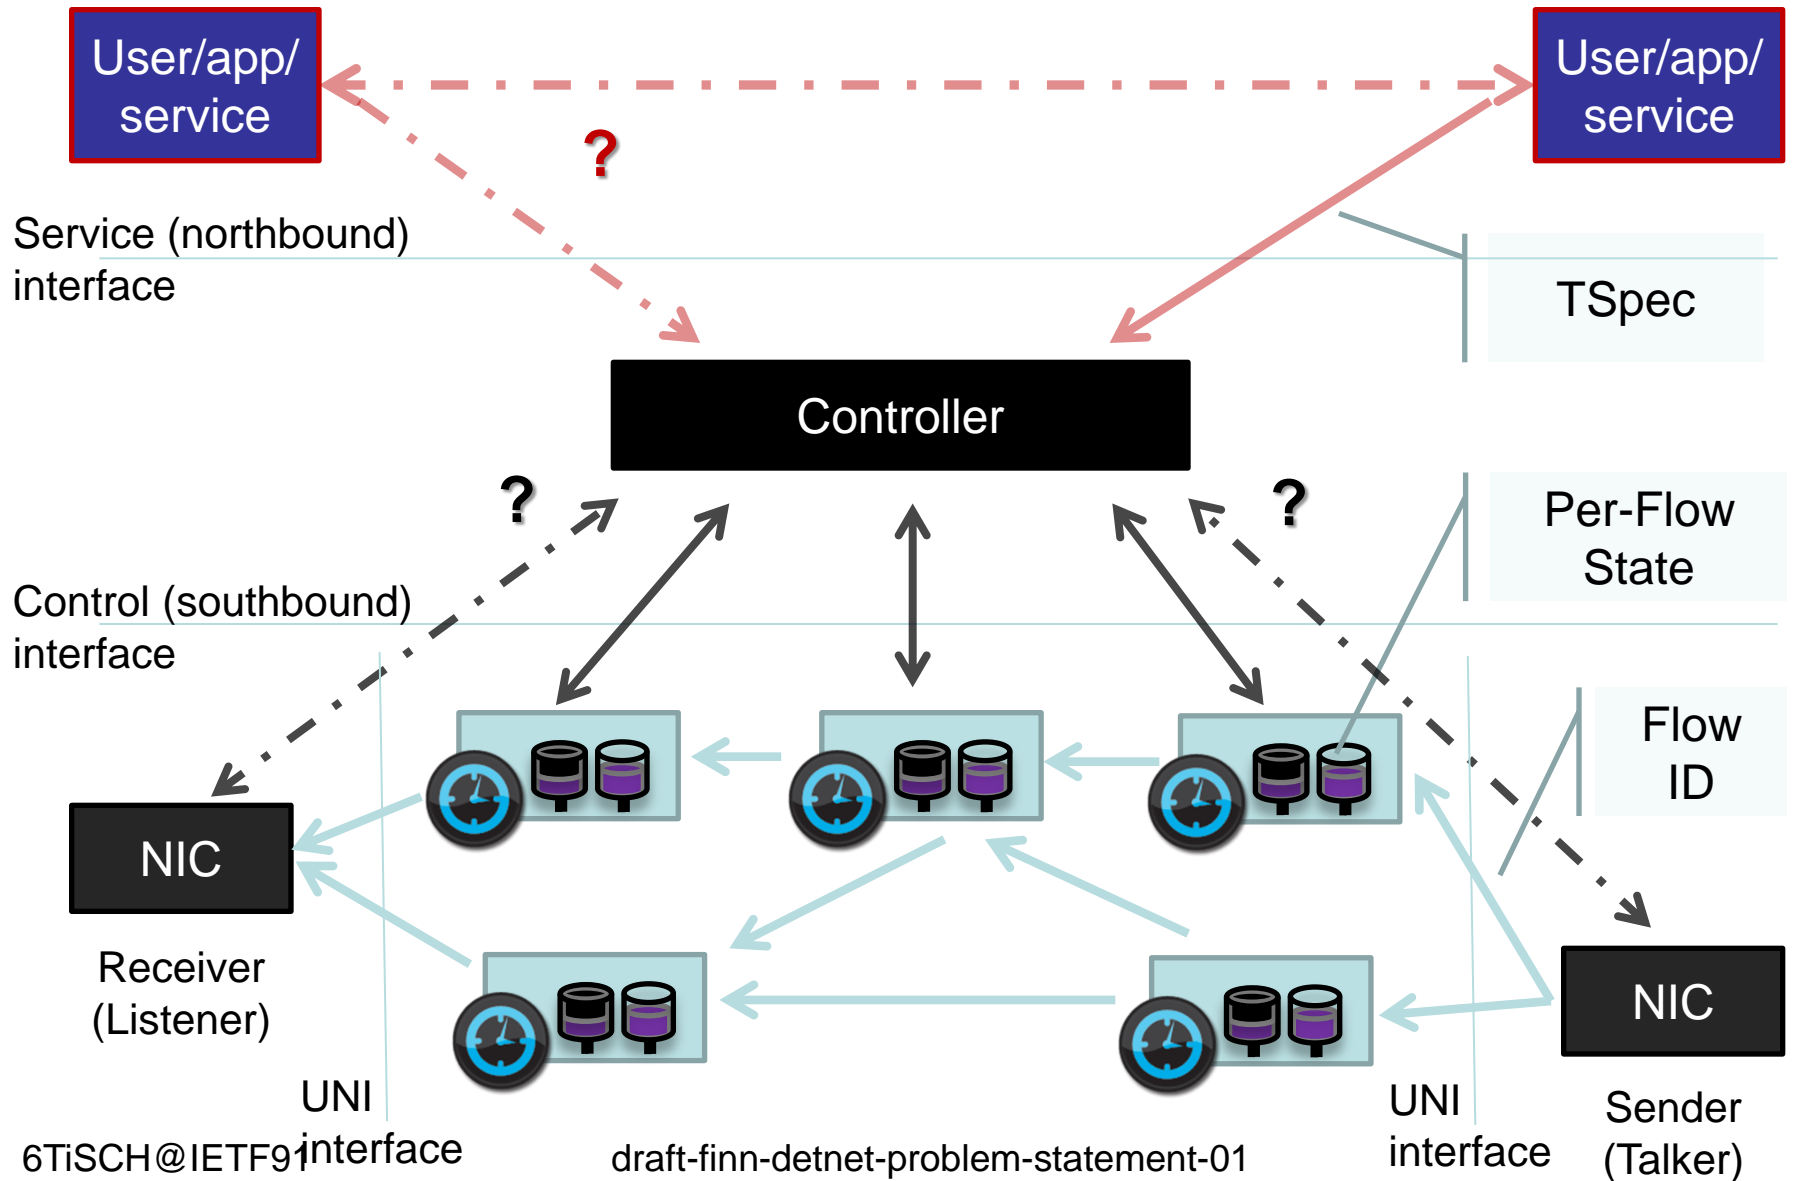 User/app/
service
User/app/
service
?
Service (northbound)
interface
TSpec
Controller
?
?
Per-Flow
State
Control (southbound)
interface
Flow
ID
NIC
Receiver
(Listener)
NIC
UNI
interface
UNI
interface
Sender
(Talker)
6TiSCH@IETF91
draft-finn-detnet-problem-statement-01